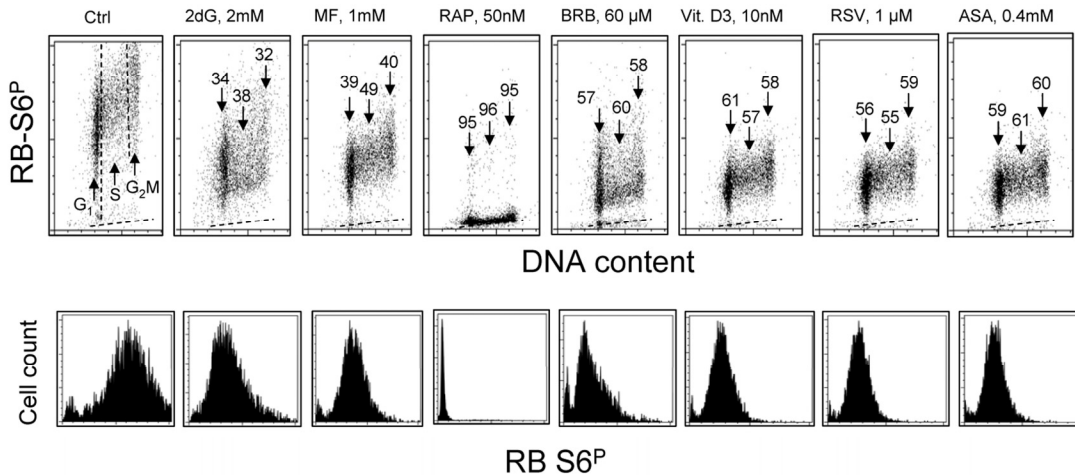 Ctrl 2dG, 2mM MF, 1mM RAP, 50nM BRB, 60 µM Vit. D3, 10nM RSV, 1 µM ASA, 0.4mM
RB-S6ᴾ
G₁ S G₂M
34 38 32
39 49 40
95 96 95
57 60 58
61 57 58
56 55 59
59 61 60
DNA content
Cell count
RB S6ᴾ